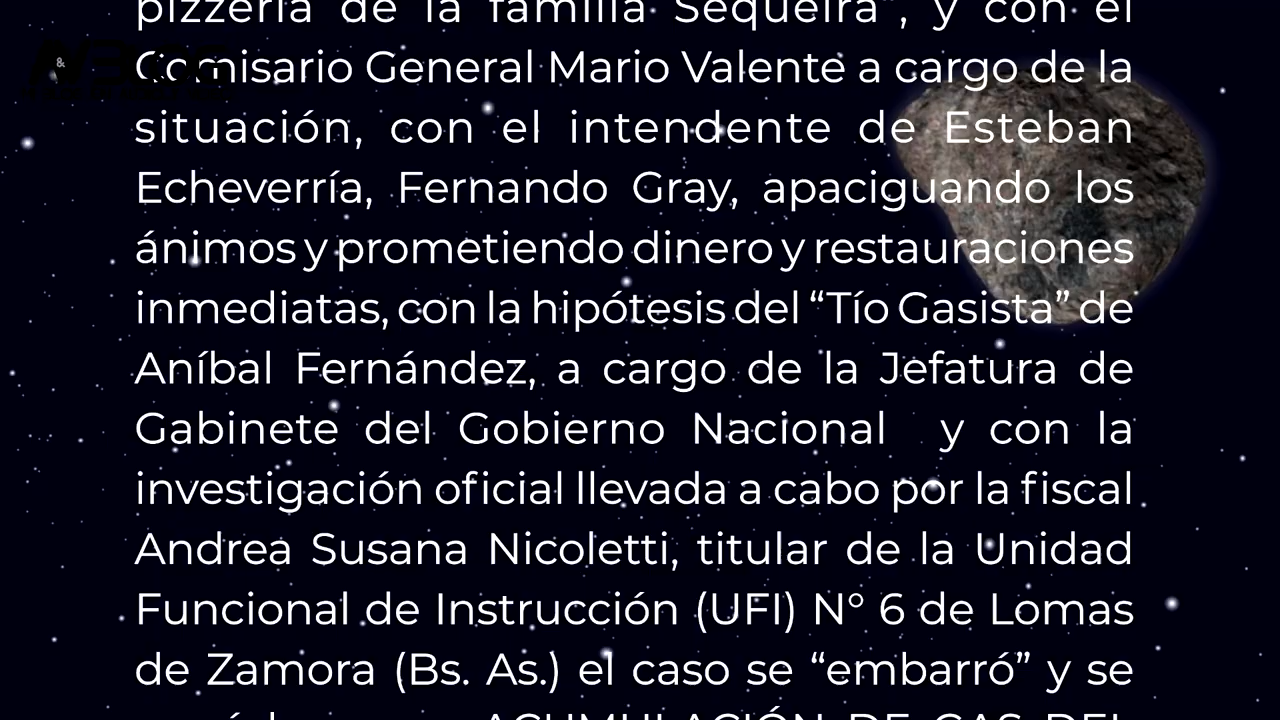 pizzería de la familia Sequeira”, y con el
Comisario General Mario Valente a cargo de la
situación, con el intendente de Esteban
Echeverría, Fernando Gray, apaciguando los
ánimos y prometiendo dinero y restauraciones
inmediatas, con la hipótesis del “Tío Gasista” de
Aníbal Fernández, a cargo de la Jefatura de
Gabinete del Gobierno Nacional y con la
investigación oficial llevada a cabo por la fiscal
Andrea Susana Nicoletti, titular de la Unidad
Funcional de Instrucción (UFI) N° 6 de Lomas
de Zamora (Bs. As.) el caso se “embarró” y se
ACUMULACIÓN DE GAS DEL